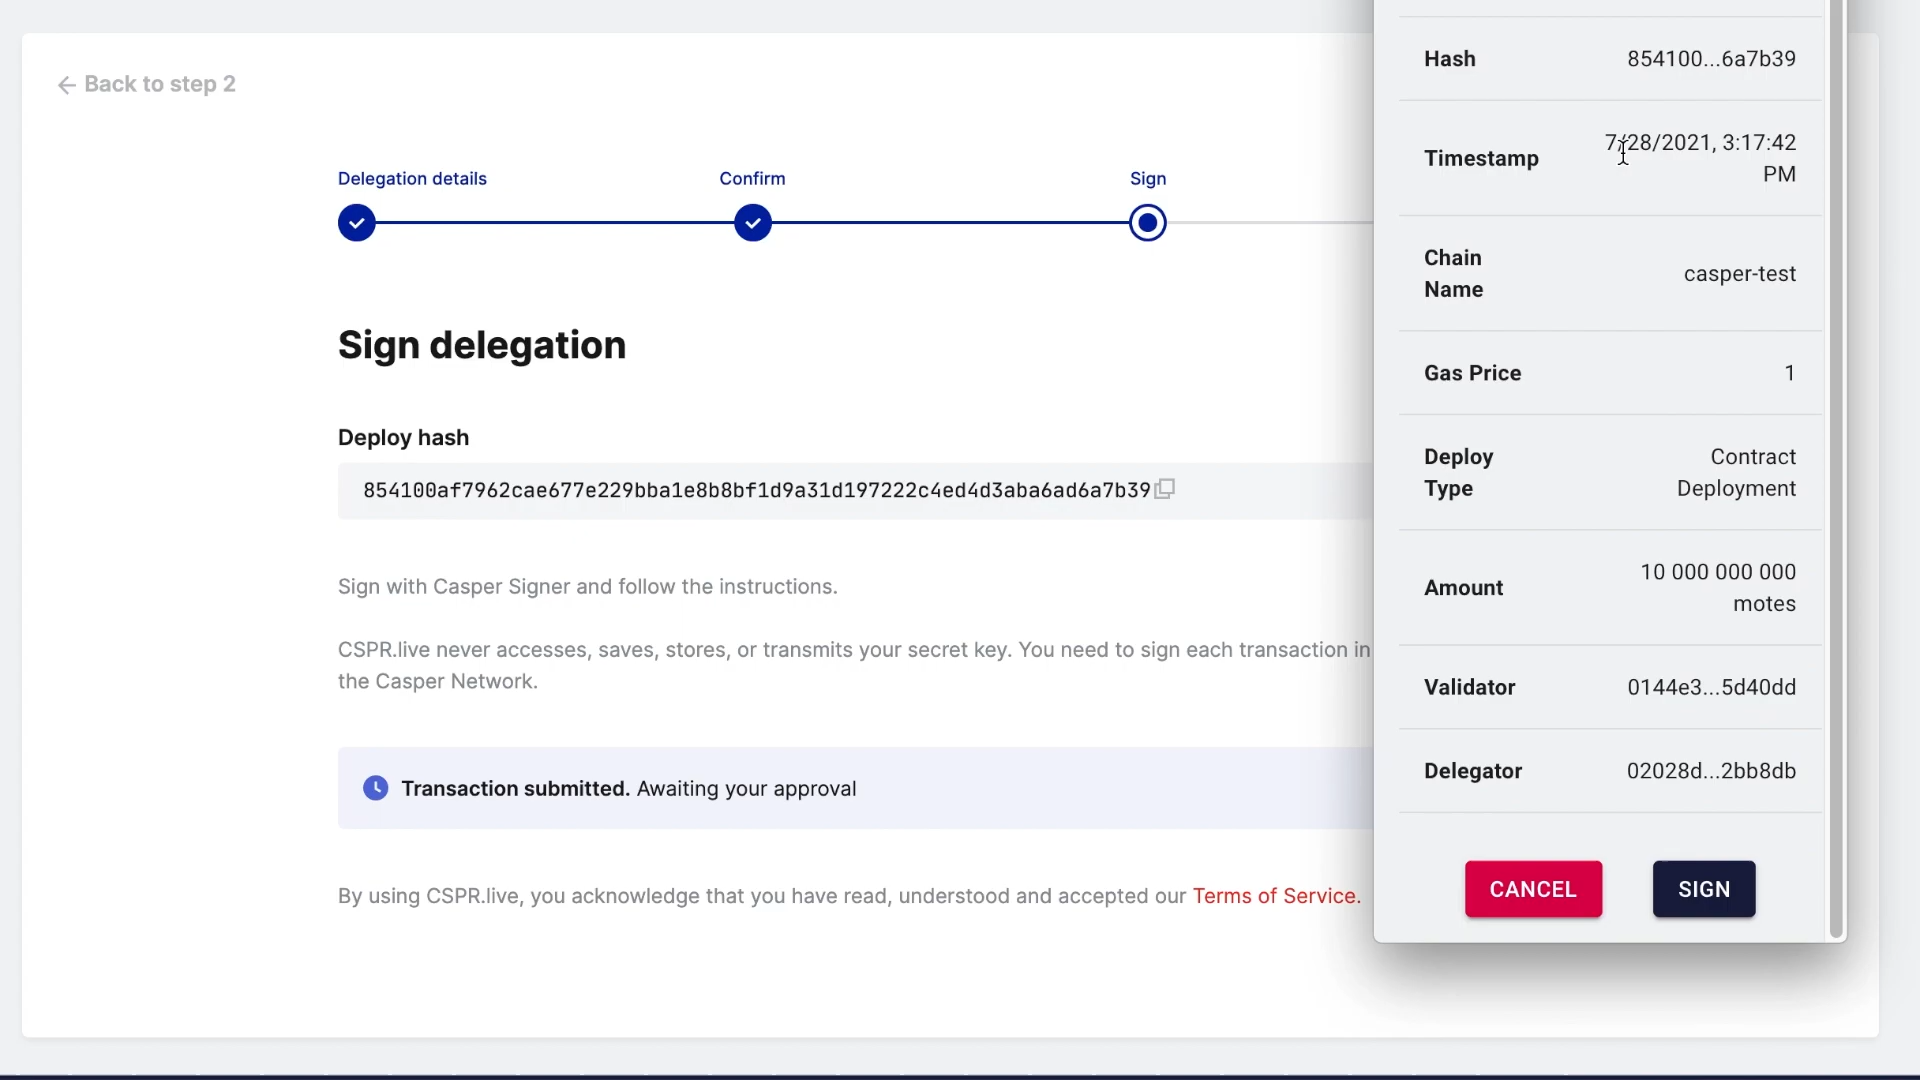 Back to step 2
Delegation details
Confirm
Sign
Sign delegation
Deploy hash
854100af7962cae677e229bba1e8b8bf1d9a31d197222c4ed4d3aba6ad6a7b39
Sign with Casper Signer and follow the instructions.
CSPR.live never accesses, saves, stores, or transmits your secret key. You need to sign each transaction in
the Casper Network.
Transaction submitted. Awaiting your approval
By using CSPR.live, you acknowledge that you have read, understood and accepted our Terms of Service.
Hash 854100...6a7b39
Timestamp 7/28/2021, 3:17:42
PM
Chain
Name
casper-test
Gas Price 1
Deploy
Type
Contract
Deployment
Amount 10 000 000 000
motes
Validator 0144e3...5d40dd
Delegator 02028d...2bb8db
CANCEL SIGN